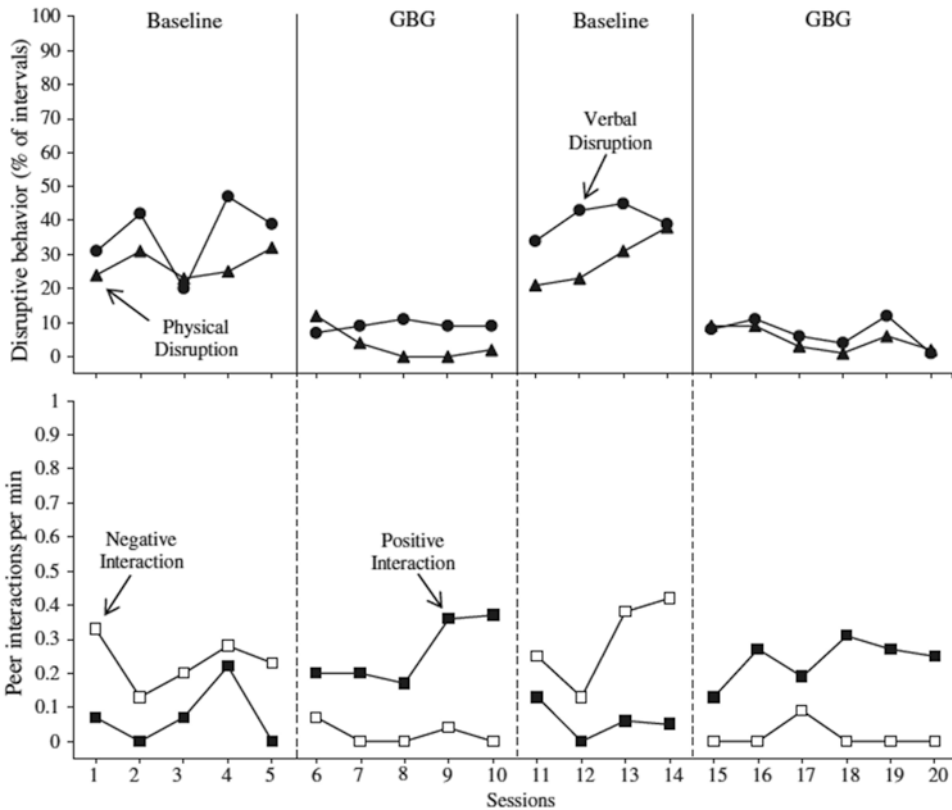 Baseline GBG Baseline GBG
Disruptive behavior (% of intervals)
100
90
80
70
60
50
40
30
20
10
0
Verbal
Disruption
Physical
Disruption
Peer interactions per min
1
0.9
0.8
0.7
0.6
0.5
0.4
0.3
0.2
0.1
0
Negative
Interaction
Positive
Interaction
1 2 3 4 5 6 7 8 9 10 11 12 13 14 15 16 17 18 19 20
Sessions